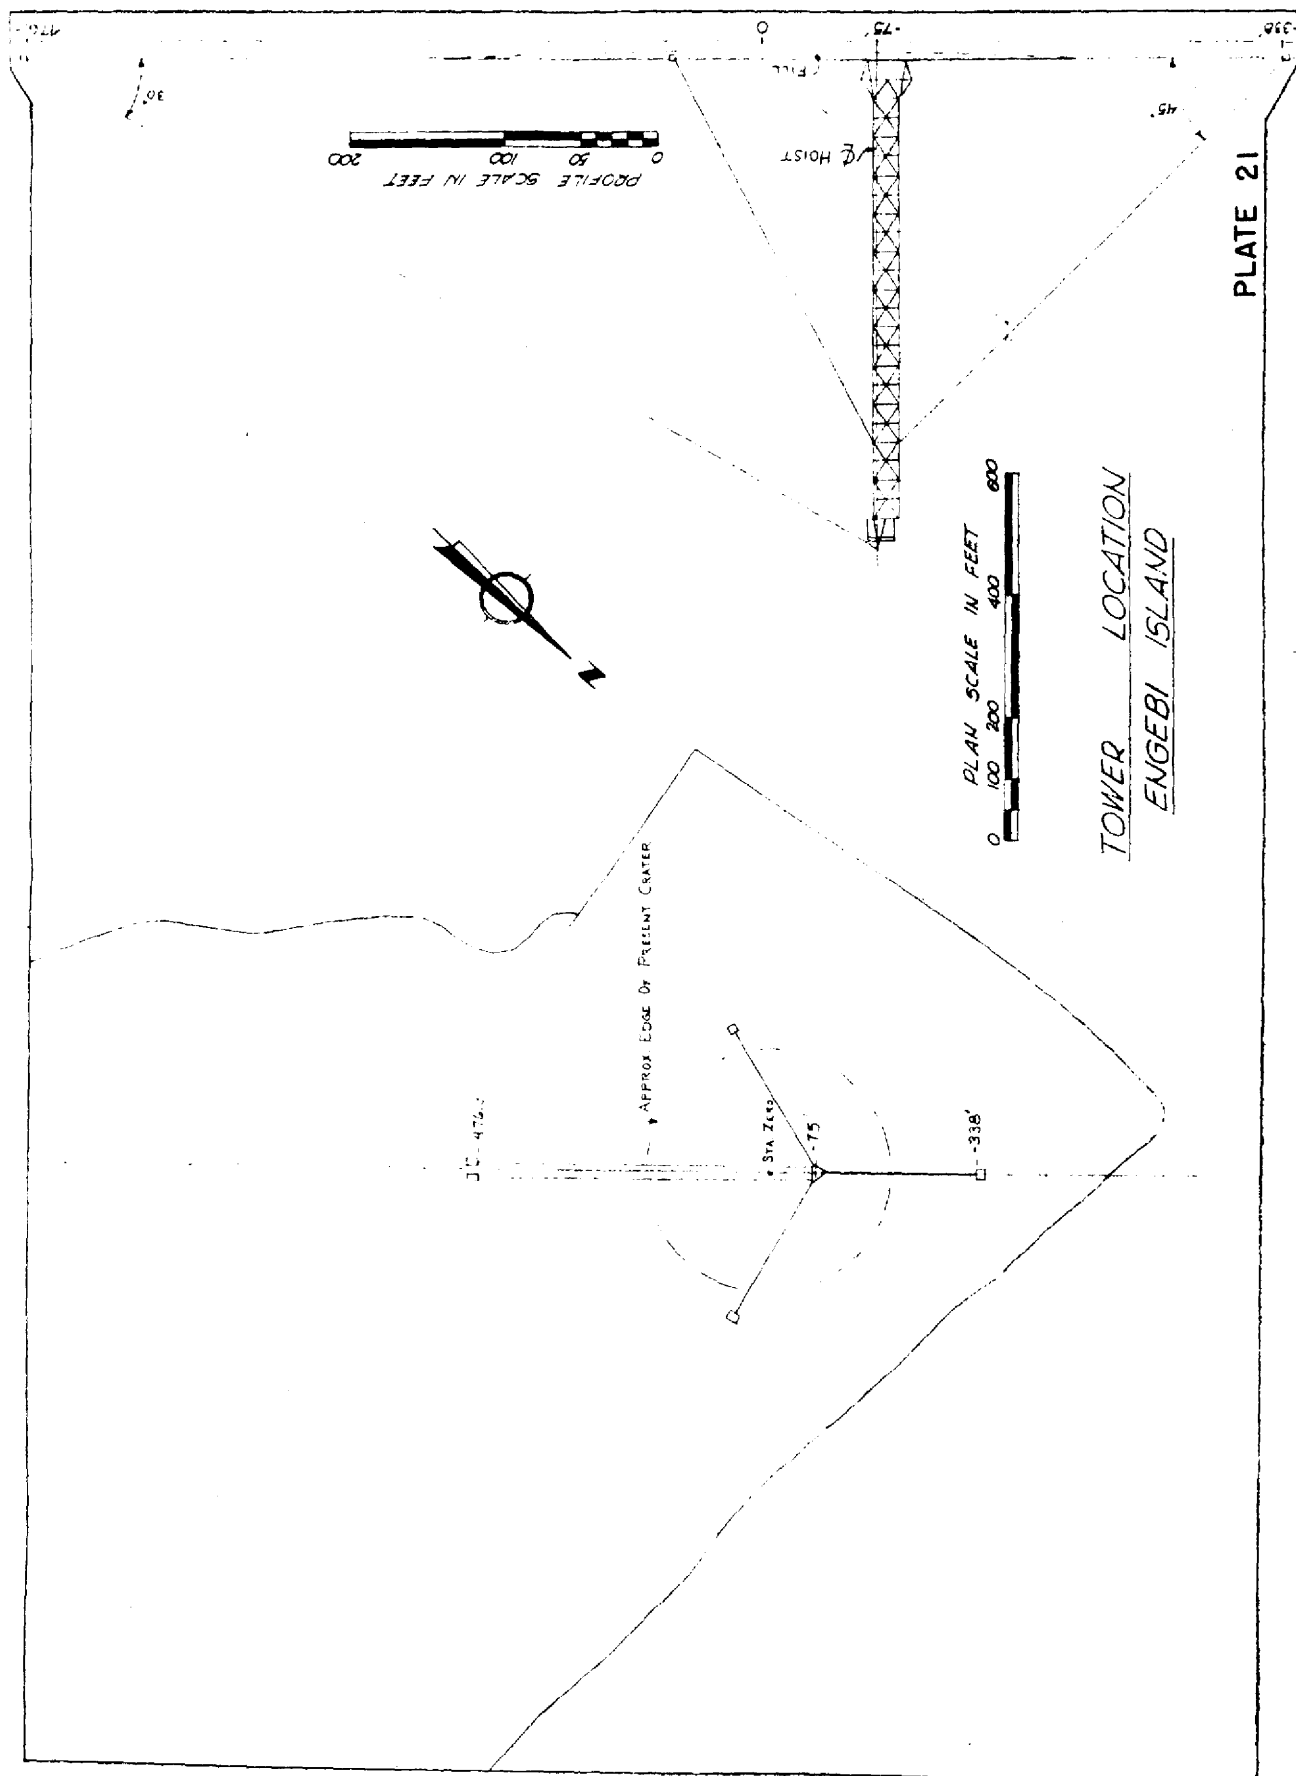 PLATE 21
TOWER LOCATION
ENGEBI ISLAND
PLAN SCALE IN FEET
0 100 200 400 600
PROFILE SCALE IN FEET
0 50 100 200
N
APPROX. EDGE OF PRESENT CRATER
STA ZERO
-75
-338'
0
-75'
-338'
FILL
℄ HOIST
30°
45°